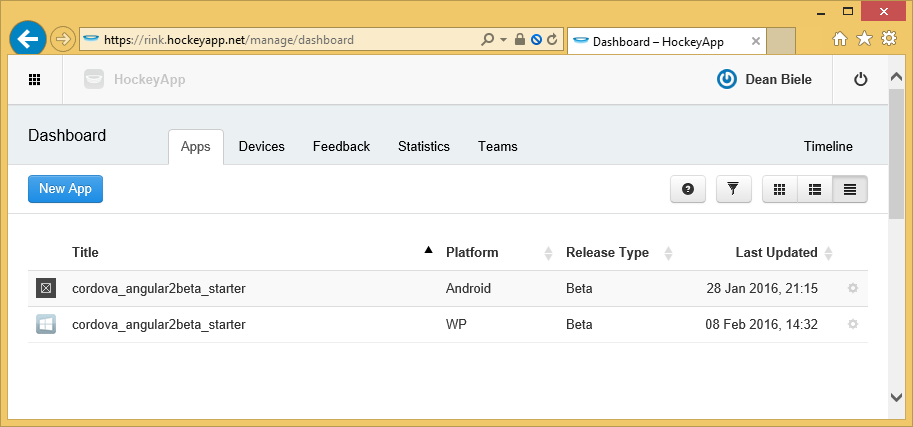 https://rink.hockeyapp.net/manage/dashboard
Dashboard – HockeyApp
HockeyApp
Dean Biele
Dashboard
Apps
Devices
Feedback
Statistics
Teams
Timeline
New App
Title Platform Release Type Last Updated
cordova_angular2beta_starter Android Beta 28 Jan 2016, 21:15
cordova_angular2beta_starter WP Beta 08 Feb 2016, 14:32